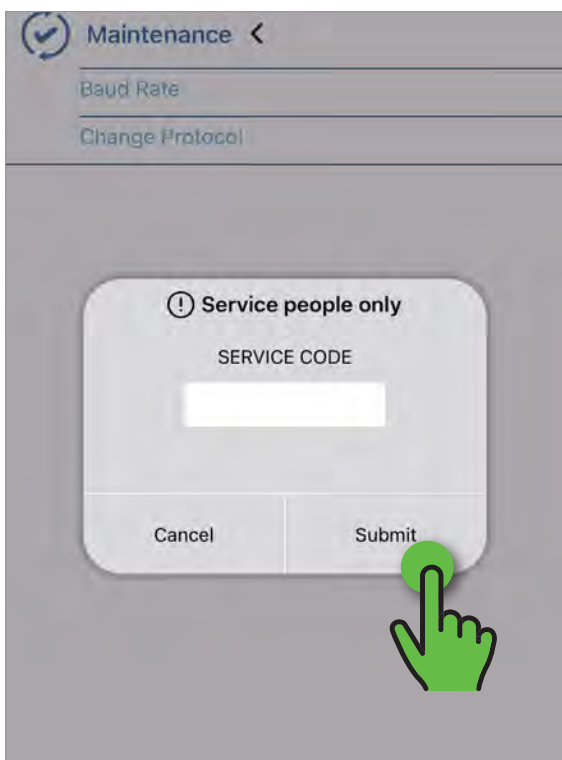 Maintenance
Baud Rate
Change Protocol
Service people only
SERVICE CODE
Cancel
Submit